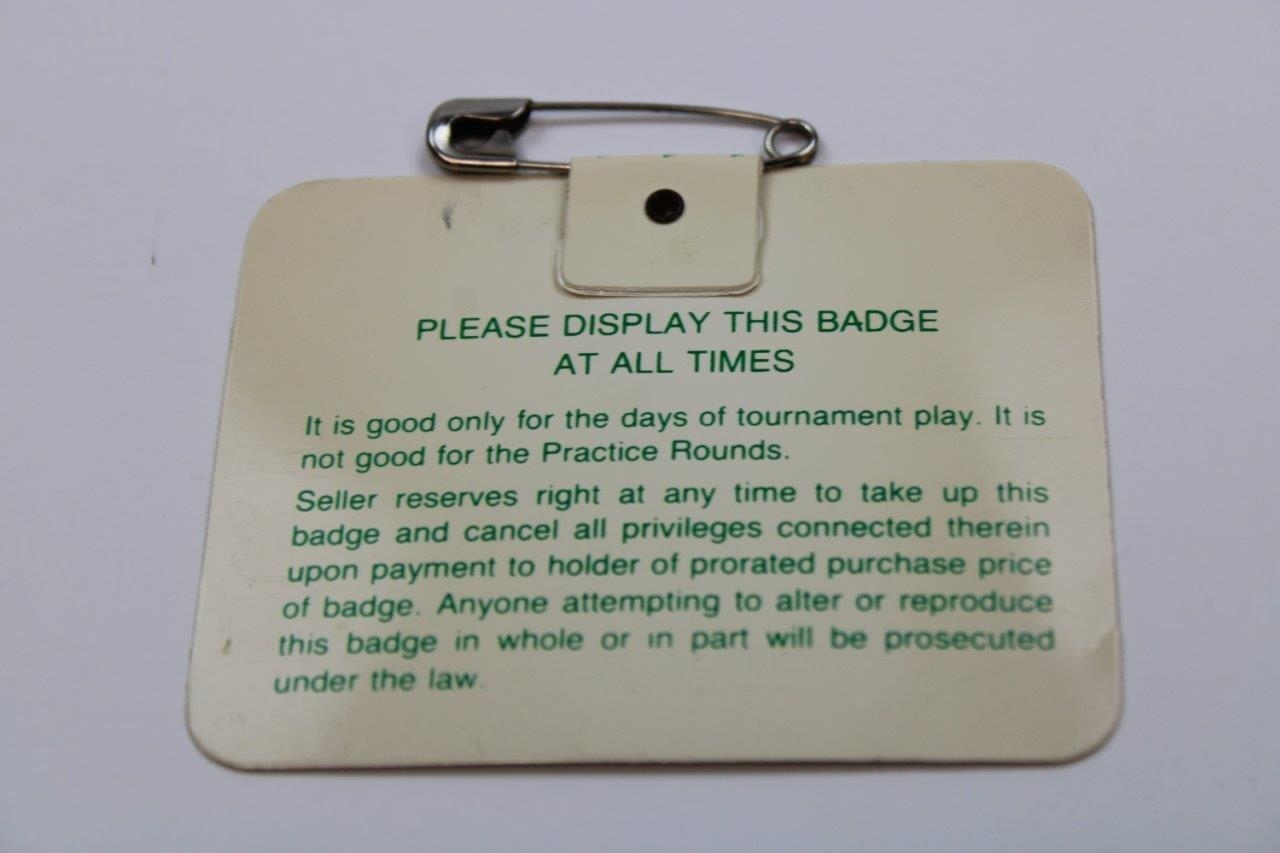 PLEASE DISPLAY THIS BADGE
AT ALL TIMES
It is good only for the days of tournament play. It is
not good for the Practice Rounds.
Seller reserves right at any time to take up this
badge and cancel all privileges connected therein
upon payment to holder of prorated purchase price
of badge. Anyone attempting to alter or reproduce
this badge in whole or in part will be prosecuted
under the law.